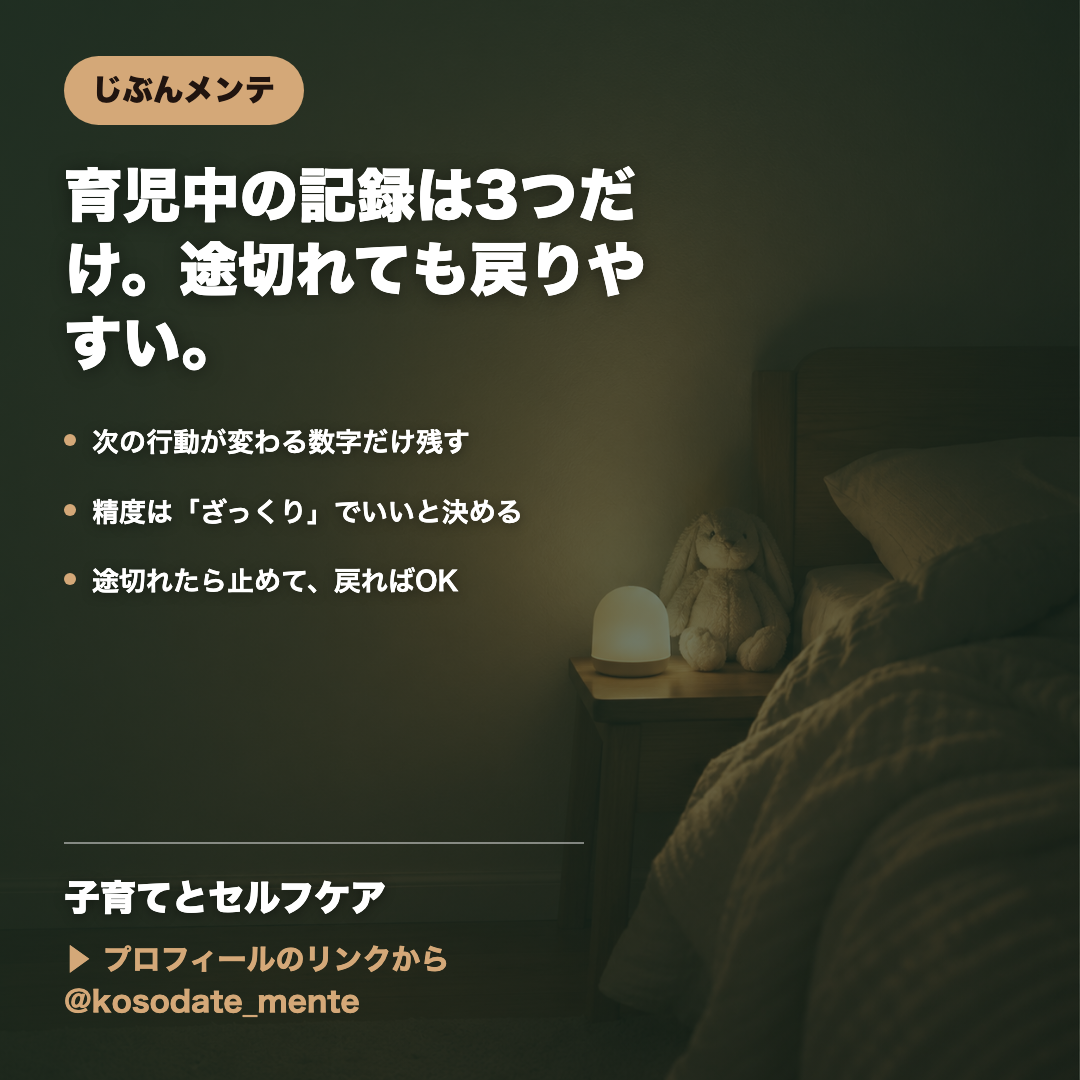 じぶんメンテ
育児中の記録は3つだ
け。途切れても戻りや
すい。
次の行動が変わる数字だけ残す
精度は「ざっくり」でいいと決める
途切れたら止めて、戻ればOK
子育てとセルフケア
▶ プロフィールのリンクから
@kosodate_mente